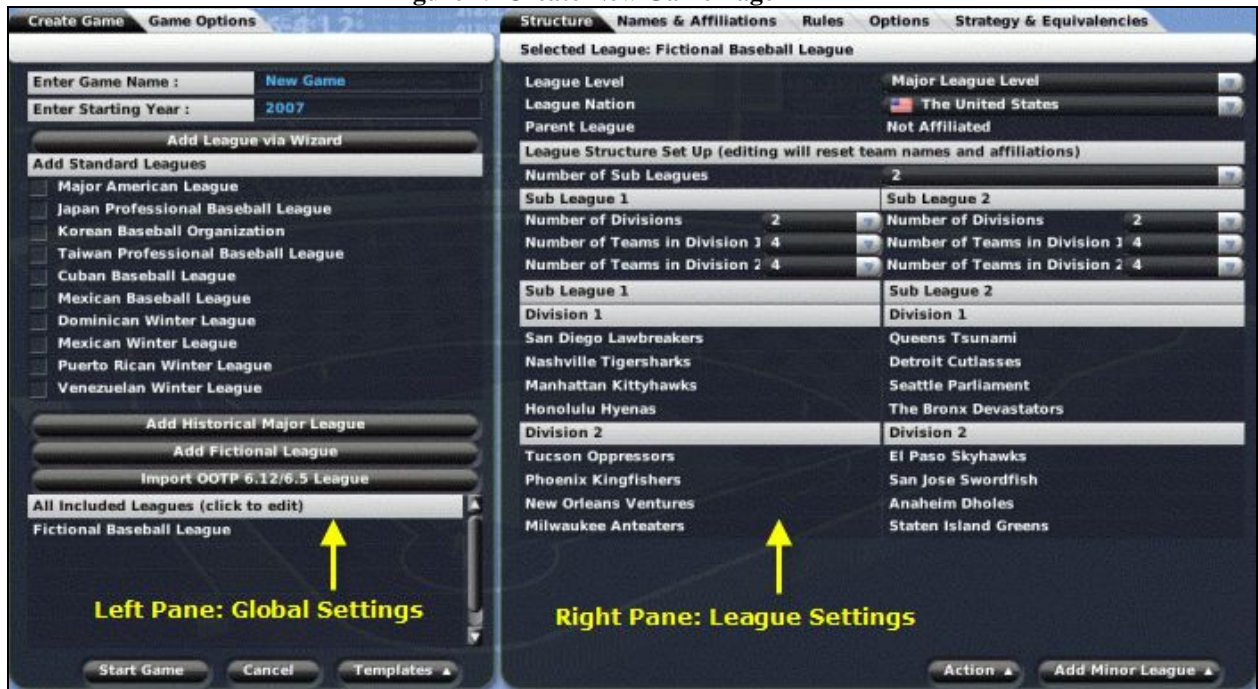 Create Game Game Options
Enter Game Name : New Game
Enter Starting Year : 2007
Add League via Wizard
Add Standard Leagues
Major American League
Japan Professional Baseball League
Korean Baseball Organization
Taiwan Professional Baseball League
Cuban Baseball League
Mexican Baseball League
Dominican Winter League
Mexican Winter League
Puerto Rican Winter League
Venezuelan Winter League
Add Historical Major League
Add Fictional League
Import OOTP 6.12/6.5 League
All Included Leagues (click to edit)
Fictional Baseball League
Left Pane: Global Settings
Start Game Cancel Templates
Structure Names & Affiliations Rules Options Strategy & Equivalencies
Selected League: Fictional Baseball League
League Level Major League Level
League Nation The United States
Parent League Not Affiliated
League Structure Set Up (editing will reset team names and affiliations)
Number of Sub Leagues 2
Sub League 1 Sub League 2
Number of Divisions 2 Number of Divisions 2
Number of Teams in Division 1 4 Number of Teams in Division 1 4
Number of Teams in Division 2 4 Number of Teams in Division 2 4
Sub League 1 Sub League 2
Division 1 Division 1
San Diego Lawbreakers Queens Tsunami
Nashville Tigersharks Detroit Cutlasses
Manhattan Kittyhawks Seattle Parliament
Honolulu Hyenas The Bronx Devastators
Division 2 Division 2
Tucson Oppressors El Paso Skyhawks
Phoenix Kingfishers San Jose Swordfish
New Orleans Ventures Anaheim Dholes
Milwaukee Anteaters Staten Island Greens
Right Pane: League Settings
Action Add Minor League